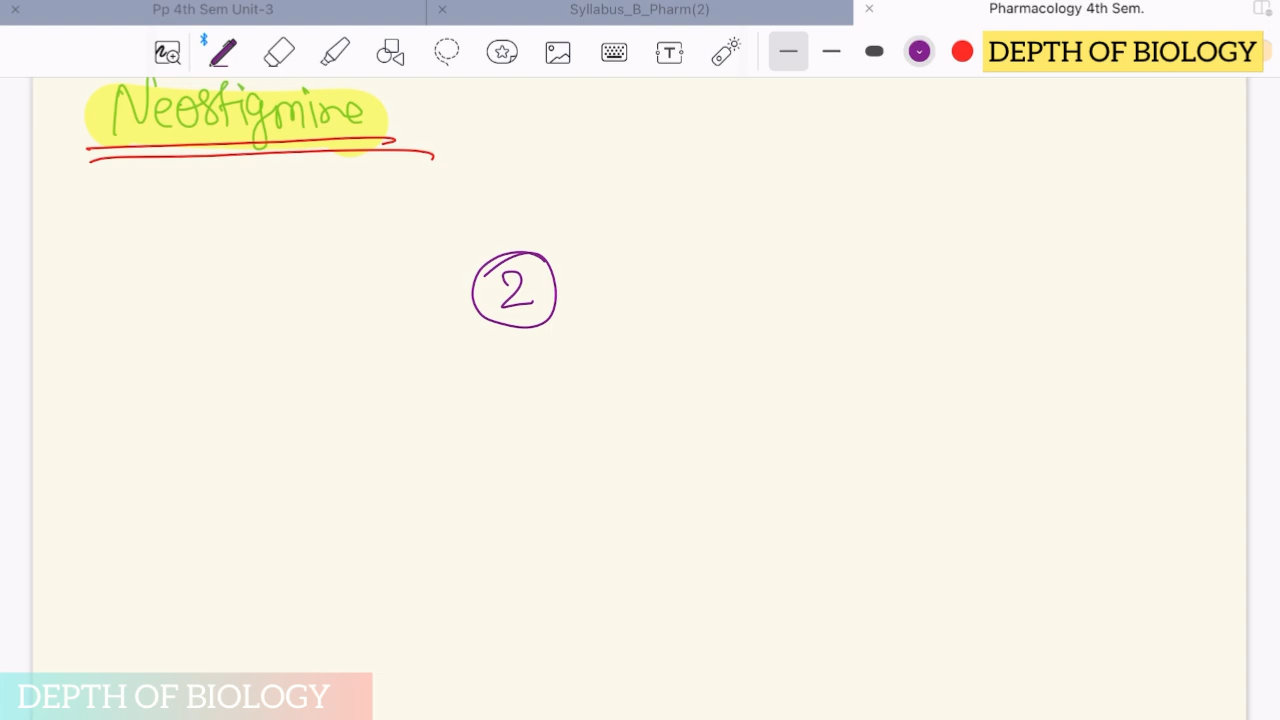 Pp 4th Sem Unit-3
Syllabus_B_Pharm(2)
Pharmacology 4th Sem.
DEPTH OF BIOLOGY
Neostigmine
2
DEPTH OF BIOLOGY